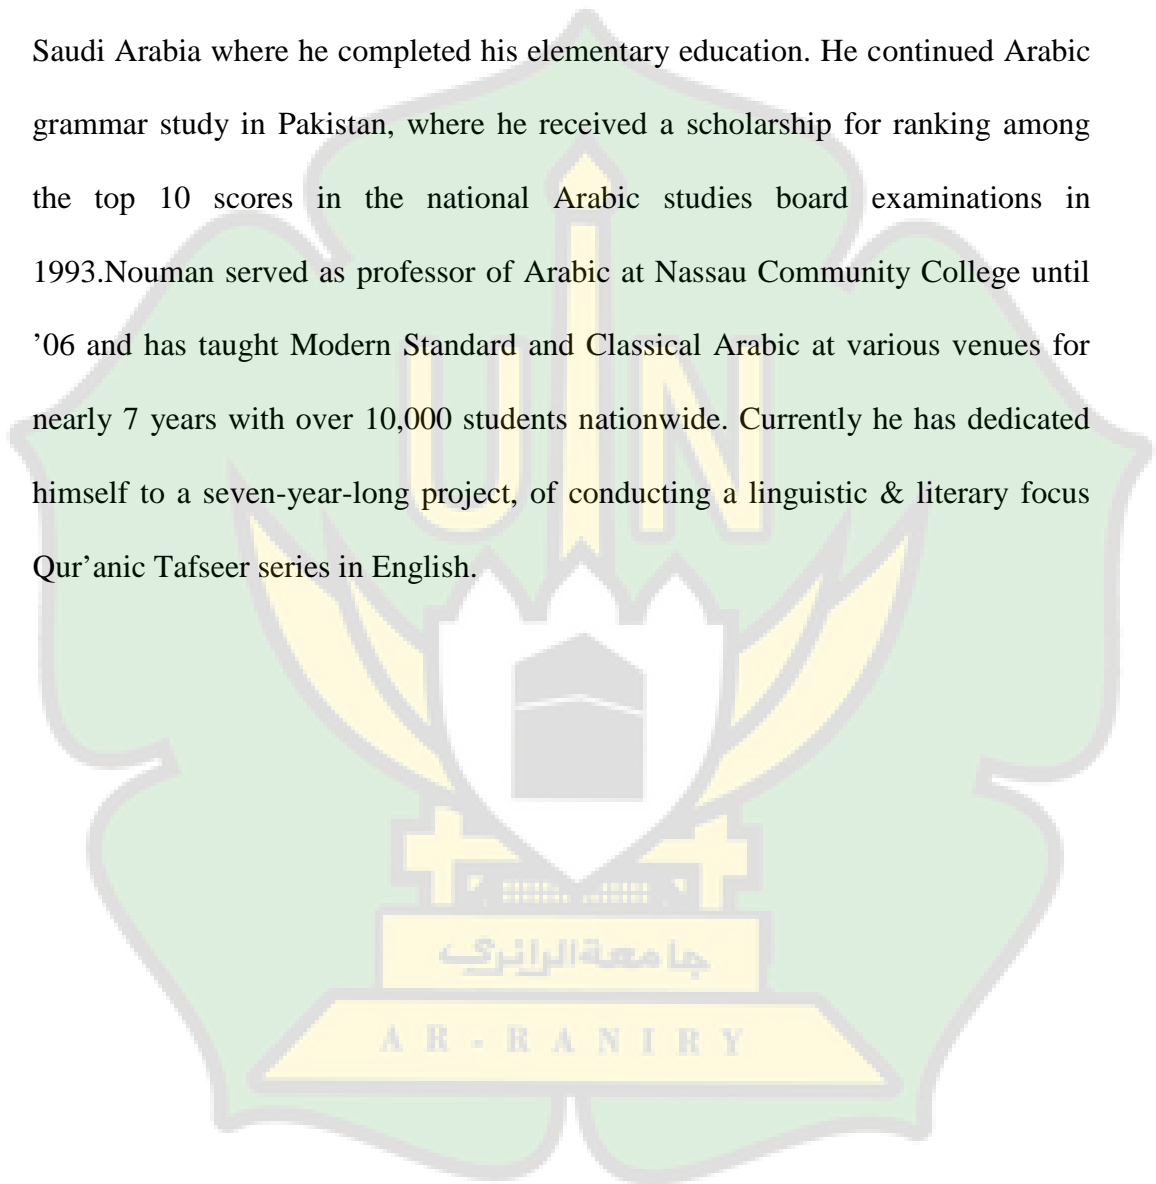 Saudi Arabia where he completed his elementary education. He continued Arabic
grammar study in Pakistan, where he received a scholarship for ranking among
the top 10 scores in the national Arabic studies board examinations in
1993.Nouman served as professor of Arabic at Nassau Community College until
’06 and has taught Modern Standard and Classical Arabic at various venues for
nearly 7 years with over 10,000 students nationwide. Currently he has dedicated
himself to a seven-year-long project, of conducting a linguistic & literary focus
Qur’anic Tafseer series in English.
UIN
جامعةالرانري
AR-RANIRY